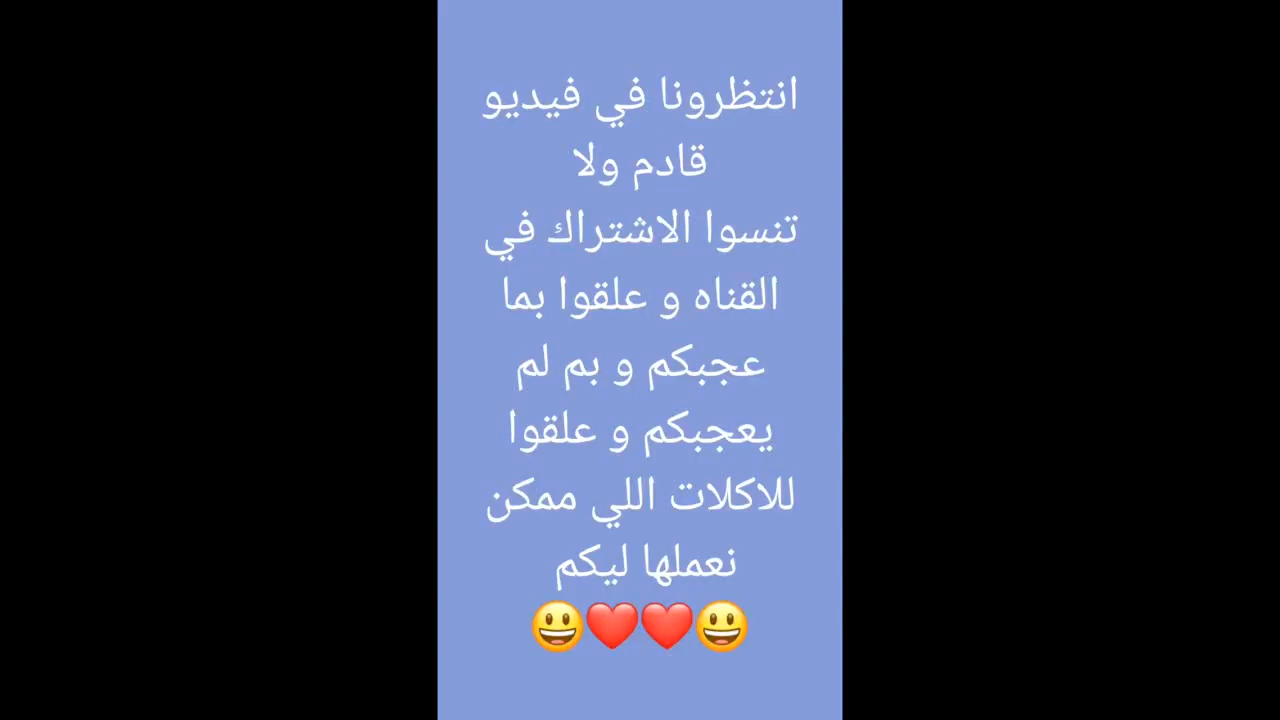 انتظرونا في فيديو
قادم ولا
تنسوا الاشتراك في
القناه و علقوا بما
عجبكم و بم لم
يعجبكم و علقوا
للاكلات اللي ممكن
نعملها ليكم
😃❤️❤️😃